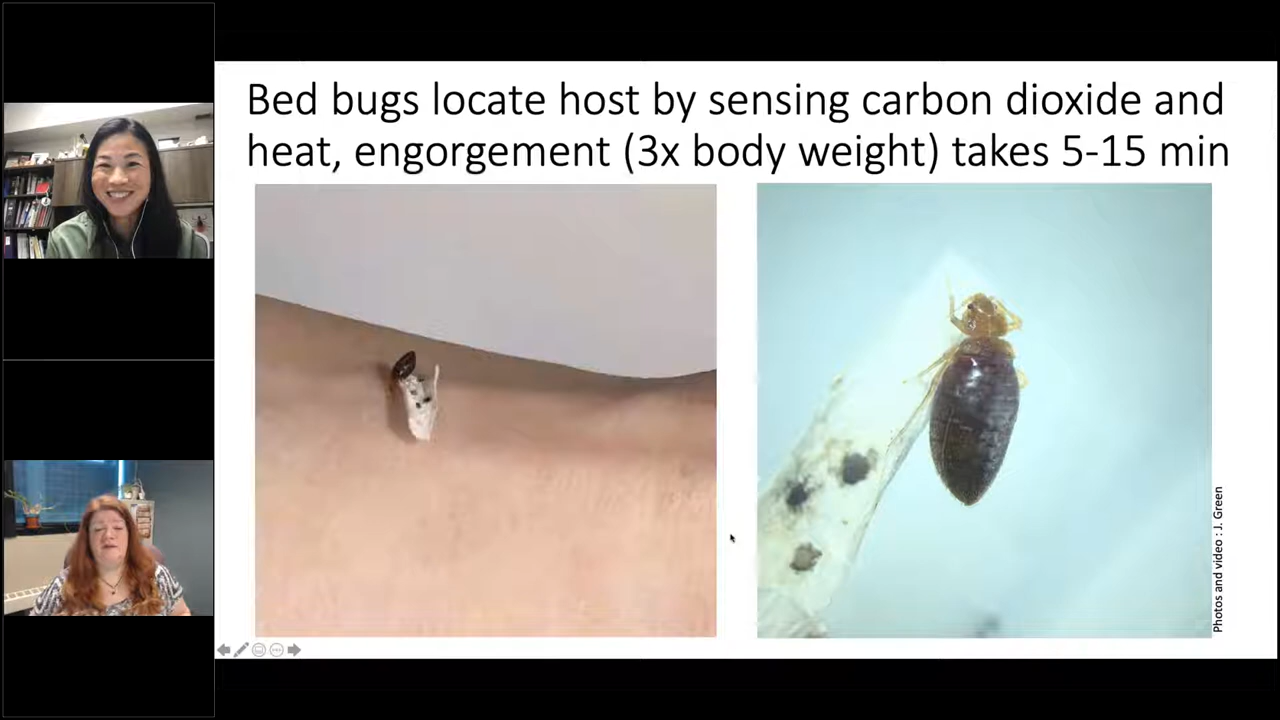 Bed bugs locate host by sensing carbon dioxide and
heat, engorgement (3x body weight) takes 5-15 min
Photos and video : J. Green